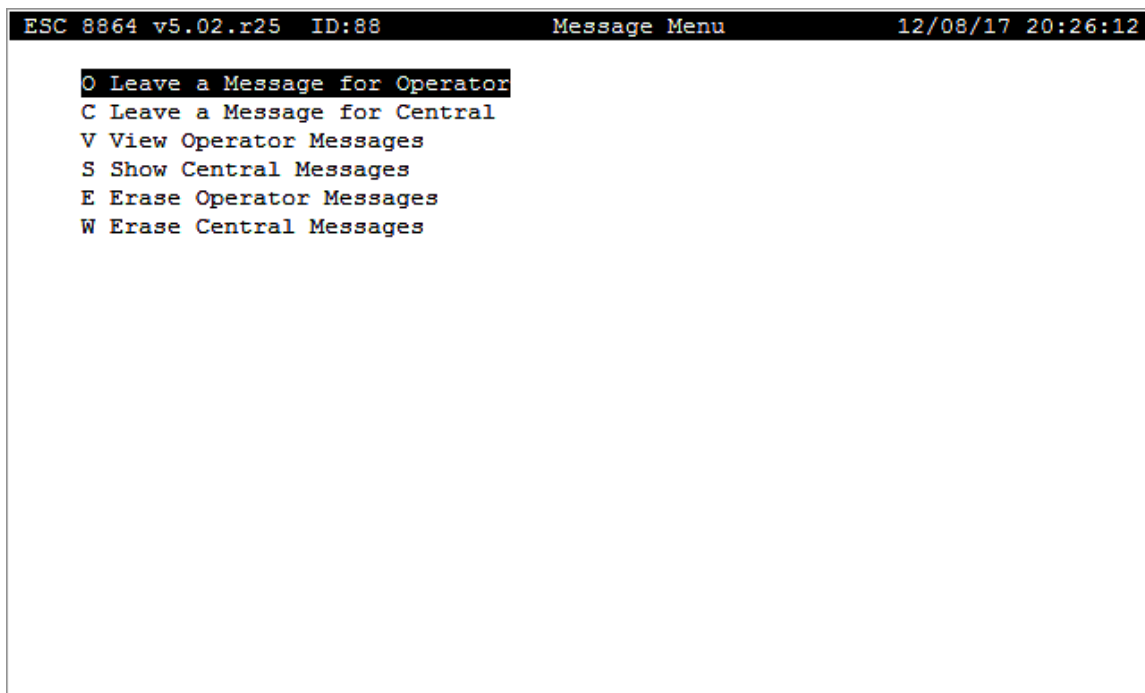 ESC 8864 v5.02.r25 ID:88 Message Menu 12/08/17 20:26:12
O Leave a Message for Operator
C Leave a Message for Central
V View Operator Messages
S Show Central Messages
E Erase Operator Messages
W Erase Central Messages